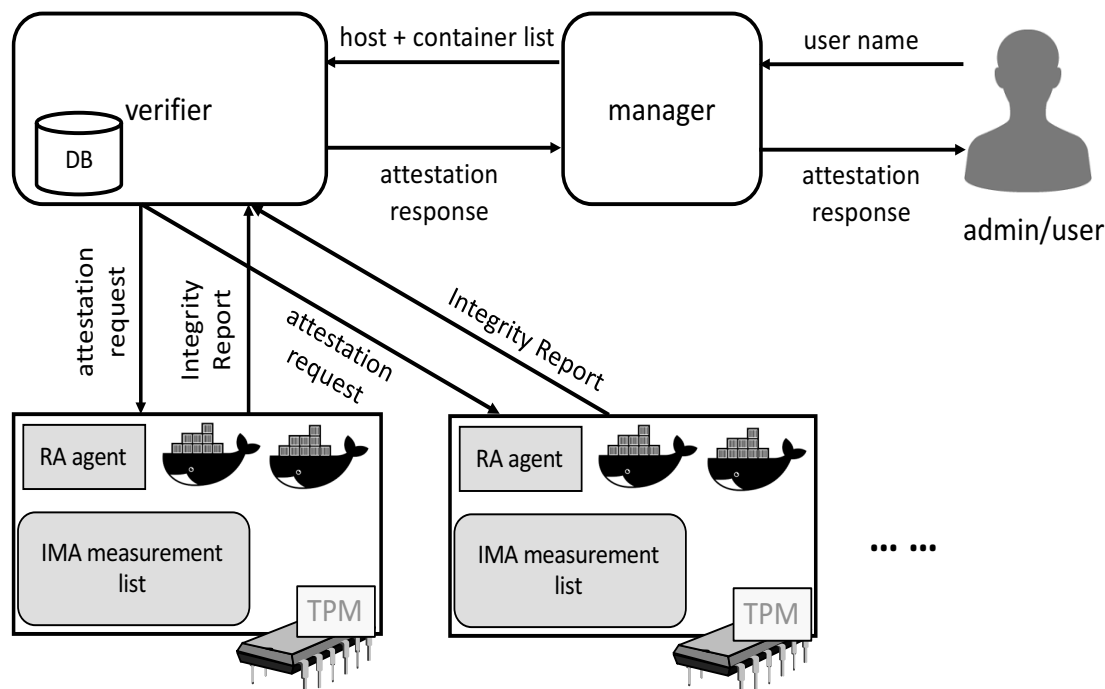 host + container list
user name
verifier
manager
DB
attestation
response
attestation
response
admin/user
attestation
request
Integrity
Report
attestation
request
Integrity Report
RA agent
IMA measurement
list
TPM
RA agent
IMA measurement
list
TPM
... ...